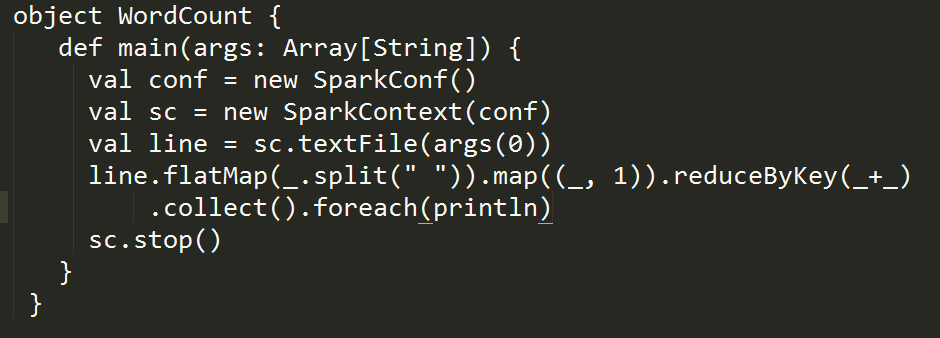 object WordCount {
def main(args: Array[String]) {
val conf = new SparkConf()
val sc = new SparkContext(conf)
val line = sc.textFile(args(0))
line.flatMap(_.split(" ")).map((_, 1)).reduceByKey(_+_)
.collect().foreach(println)
sc.stop()
}
}